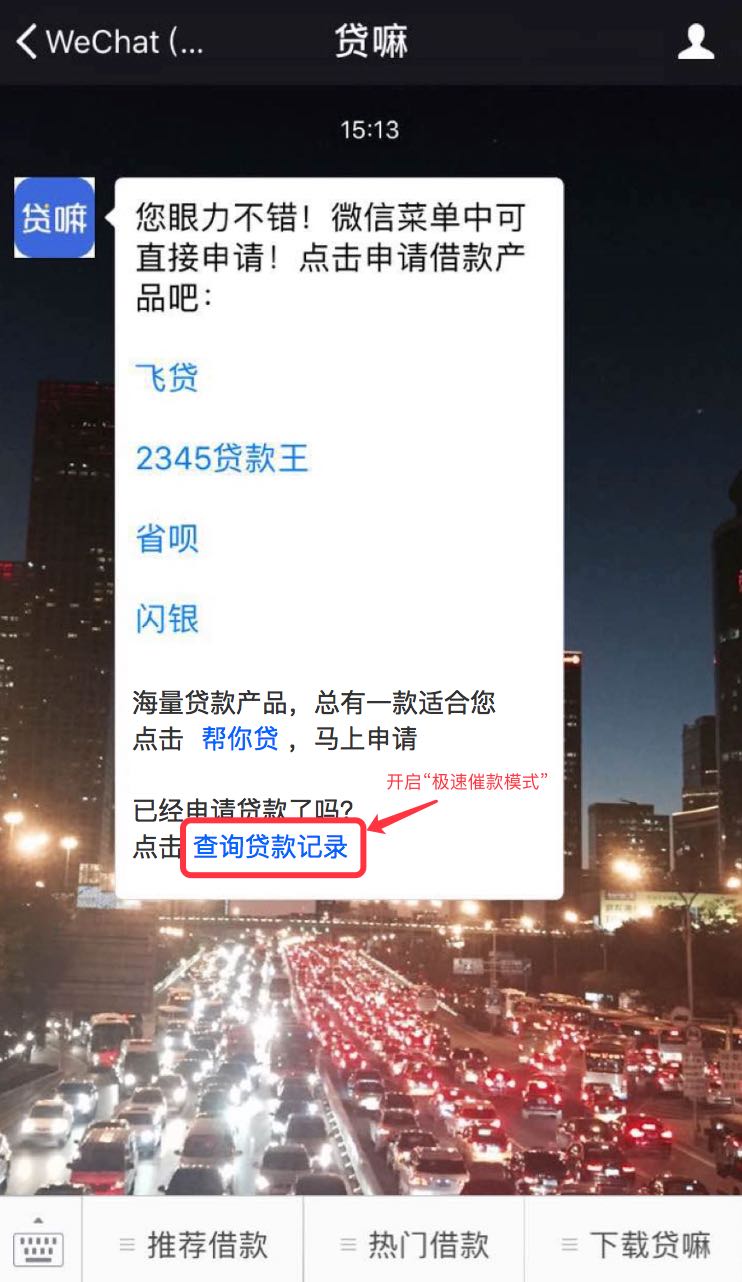 WeChat (...
贷嘛
15:13
贷嘛
您眼力不错！微信菜单中可
直接申请！点击申请借款产
品吧：
飞贷
2345贷款王
省呗
闪银
海量贷款产品，总有一款适合您
点击 帮你贷 ，马上申请
开启“极速催款模式”
已经申请贷款了吗?
点击 查询贷款记录
推荐借款
热门借款
下载贷嘛